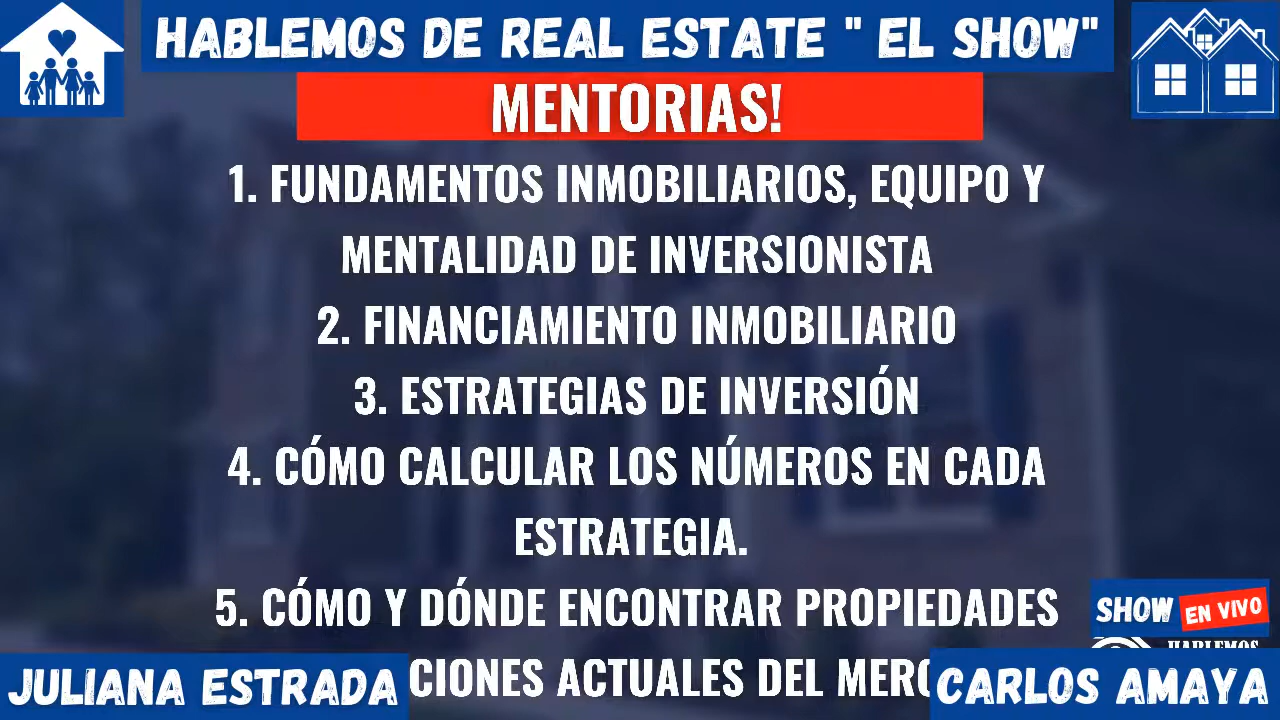 HABLEMOS DE REAL ESTATE " EL SHOW"
MENTORIAS!
1. FUNDAMENTOS INMOBILIARIOS, EQUIPO Y
MENTALIDAD DE INVERSIONISTA
2. FINANCIAMIENTO INMOBILIARIO
3. ESTRATEGIAS DE INVERSIÓN
4. CÓMO CALCULAR LOS NÚMEROS EN CADA
ESTRATEGIA.
5. CÓMO Y DÓNDE ENCONTRAR PROPIEDADES
SHOW EN VIVO
HABLEMOS
ACTUALES DEL
JULIANA ESTRADA
CARLOS AMAYA